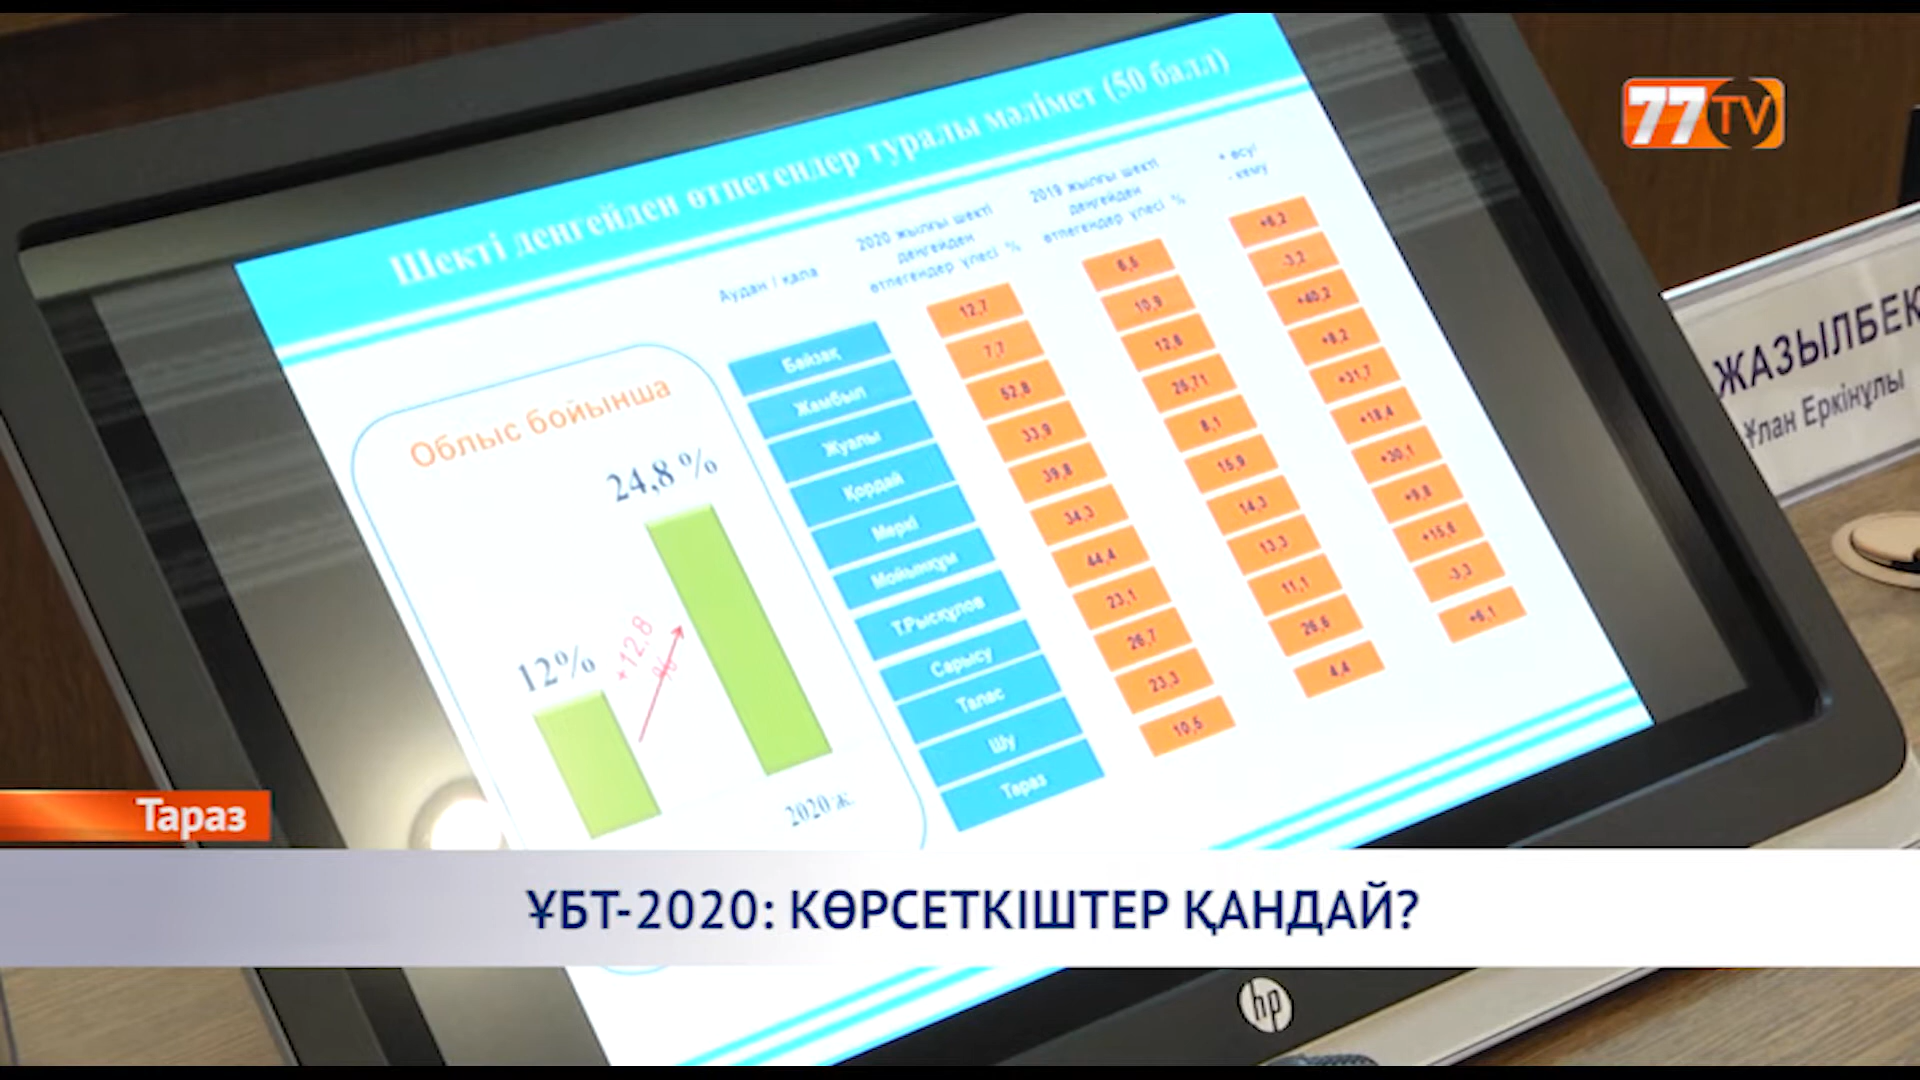 77TV
Шекті деңгейден өтпегендер туралы мәлімет (50 балл)
Облыс бойынша
12%
+12,8
%
24,8 %
2020 ж.
Аудан / қала
2020 жылғы шекті
деңгейден
өтпегендер үлесі %
2019 жылғы шекті
деңгейден
өтпегендер үлесі %
+ өсу/
- кему
Байзақ 12,7 6,5 +6,2
Жамбыл 7,7 10,9 -3,2
Жуалы 52,8 12,6 +40,2
Қордай 33,9 25,71 +8,2
Меркі 39,8 8,1 +31,7
Мойынқұм 34,3 15,9 +18,4
Т.Рысқұлов 44,4 14,3 +30,1
Сарысу 23,1 13,3 +9,8
Талас 26,7 11,1 +15,6
Шу 23,3 26,6 -3,3
Тараз 10,5 4,4 +6,1
ЖАЗЫЛБЕК
Ұлан Еркінұлы
Тараз
ҰБТ-2020: КӨРСЕТКІШТЕР ҚАНДАЙ?
hp